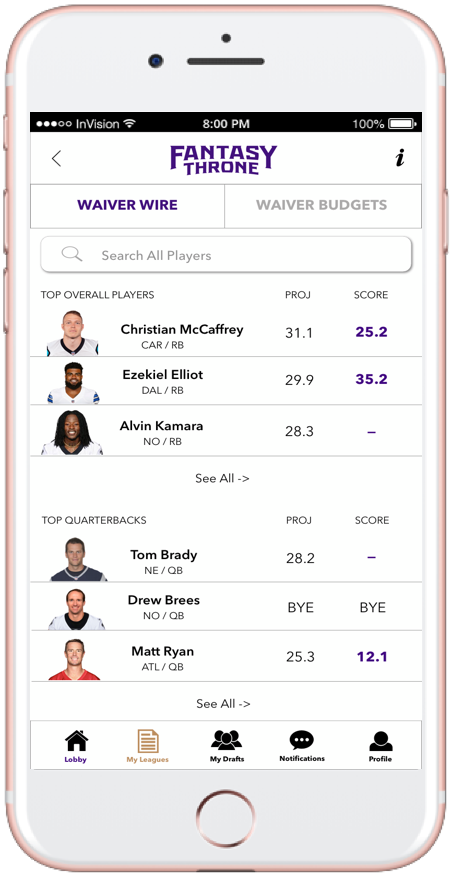 InVision
8:00 PM
100%
FANTASY
THRONE
i
WAIVER WIRE
WAIVER BUDGETS
Search All Players
TOP OVERALL PLAYERS PROJ SCORE
Christian McCaffrey
CAR / RB
31.1 25.2
Ezekiel Elliot
DAL / RB
29.9 35.2
Alvin Kamara
NO / RB
28.3 –
See All ->
TOP QUARTERBACKS PROJ SCORE
Tom Brady
NE / QB
28.2 –
Drew Brees
NO / QB
BYE BYE
Matt Ryan
ATL / QB
25.3 12.1
See All ->
Lobby My Leagues My Drafts Notifications Profile